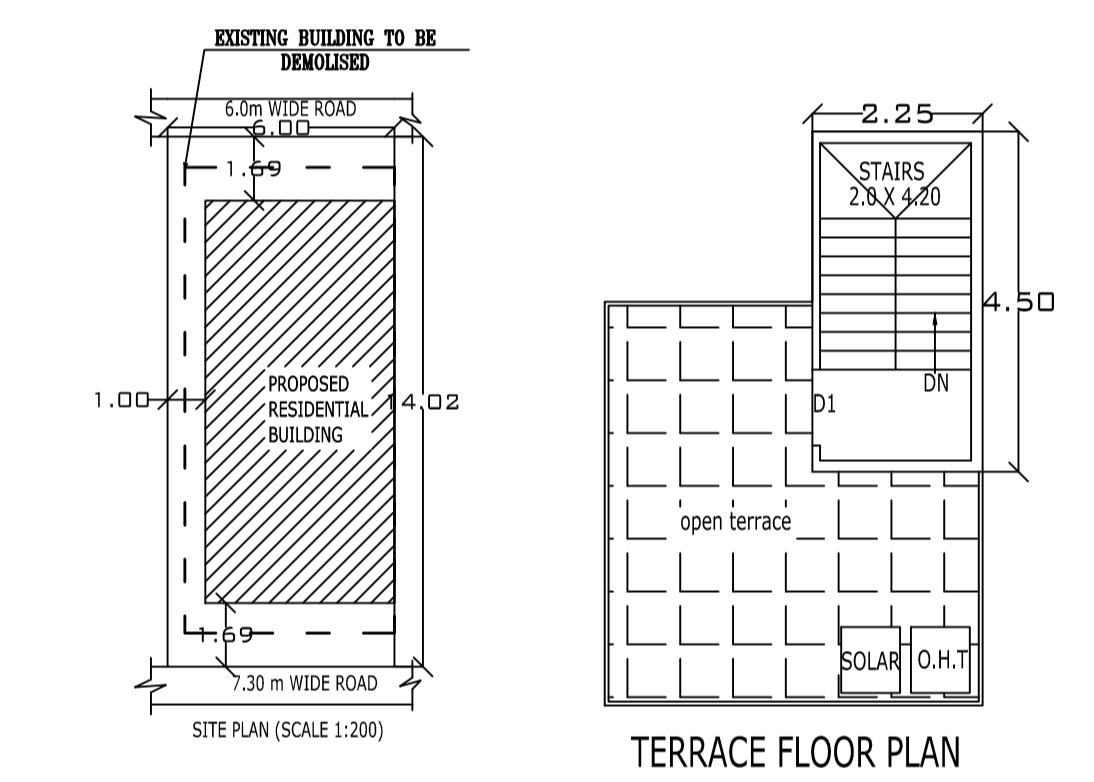 EXISTING BUILDING TO BE
DEMOLISED
6.0m WIDE ROAD
6.00
1.69
PROPOSED
RESIDENTIAL
BUILDING
1.00
14.02
1.69
7.30 m WIDE ROAD
SITE PLAN (SCALE 1:200)
2.25
STAIRS
2.0 X 4.20
4.50
DN
D1
open terrace
SOLAR
O.H.T
TERRACE FLOOR PLAN